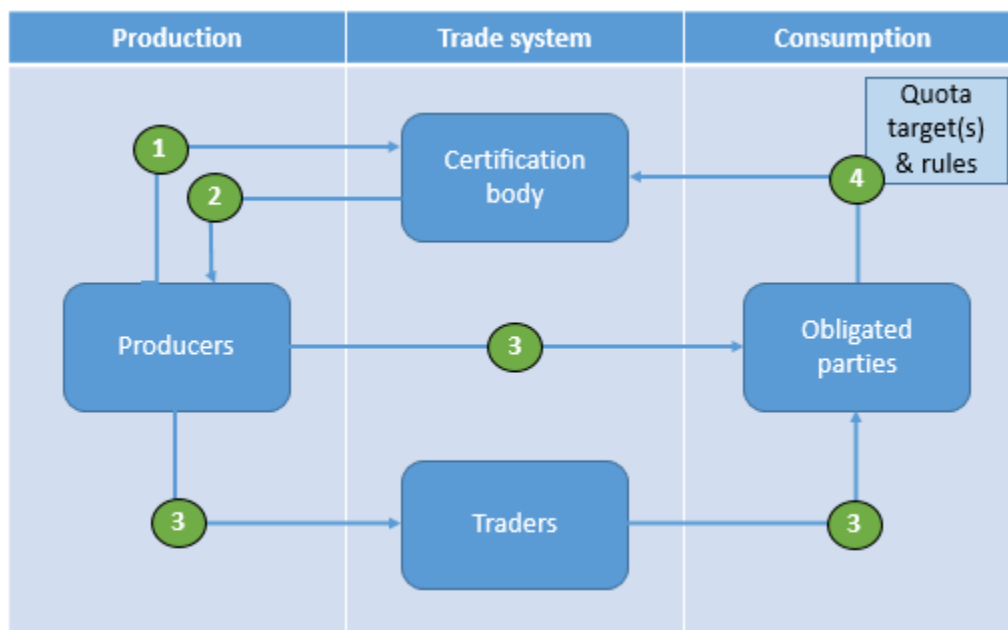 Production
Trade system
Consumption
Quota
target(s)
& rules
1
Certification
body
4
2
Producers
3
Obligated
parties
3
Traders
3